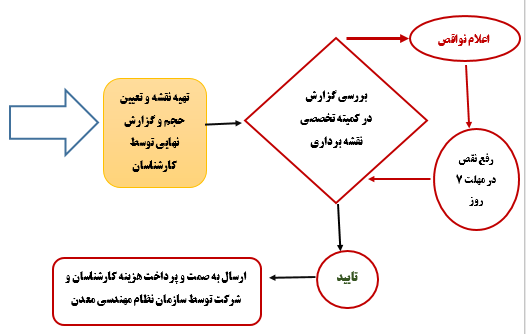 تهیه نقشه و تعیین
حجم و گزارش
نهایی توسط
کارشناسان
بررسی گزارش
در کمیته تخصصی
نقشه برداری
اعلام نواقص
رفع نقص
در مهلت ۷
روز
تایید
ارسال به صمت و پرداخت هزینه کارشناسان و
شرکت توسط سازمان نظام مهندسی معدن